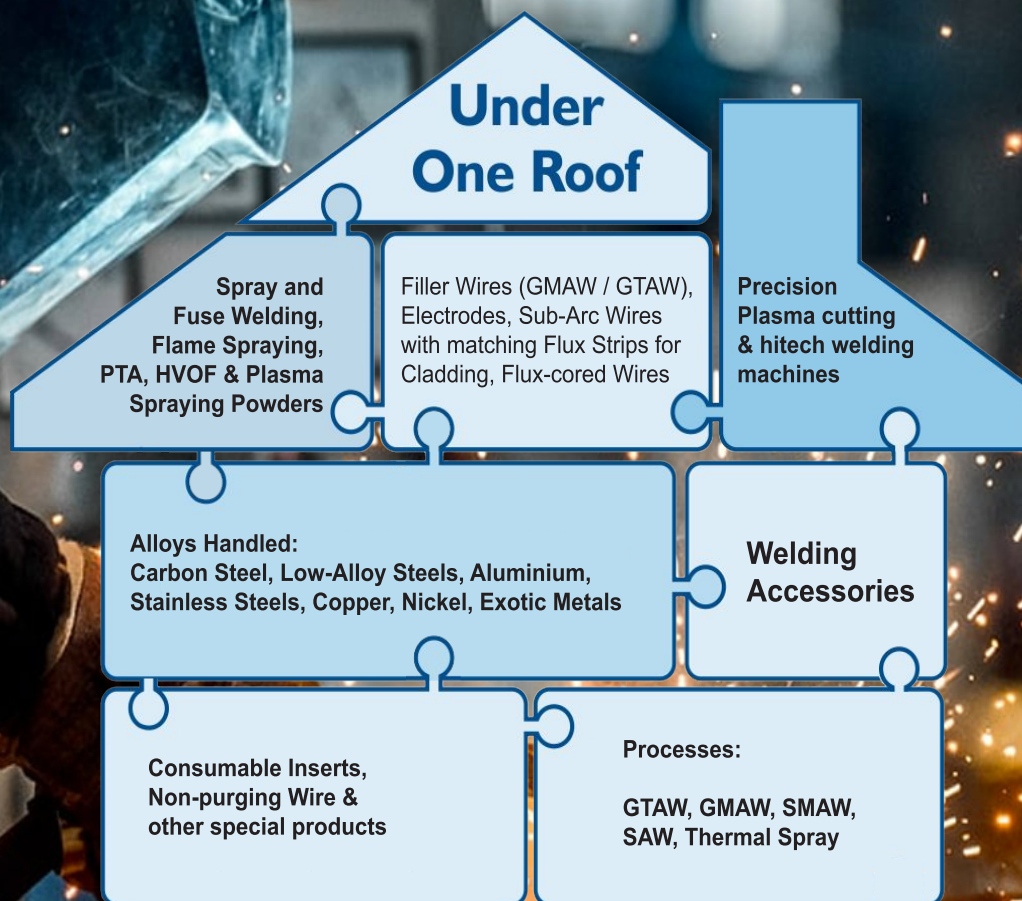 Under
One Roof
Spray and
Fuse Welding,
Flame Spraying,
PTA, HVOF & Plasma
Spraying Powders
Filler Wires (GMAW / GTAW),
Electrodes, Sub-Arc Wires
with matching Flux Strips for
Cladding, Flux-cored Wires
Precision
Plasma cutting
& hitech welding
machines
Alloys Handled:
Carbon Steel, Low-Alloy Steels, Aluminium,
Stainless Steels, Copper, Nickel, Exotic Metals
Welding
Accessories
Consumable Inserts,
Non-purging Wire &
other special products
Processes:
GTAW, GMAW, SMAW,
SAW, Thermal Spray